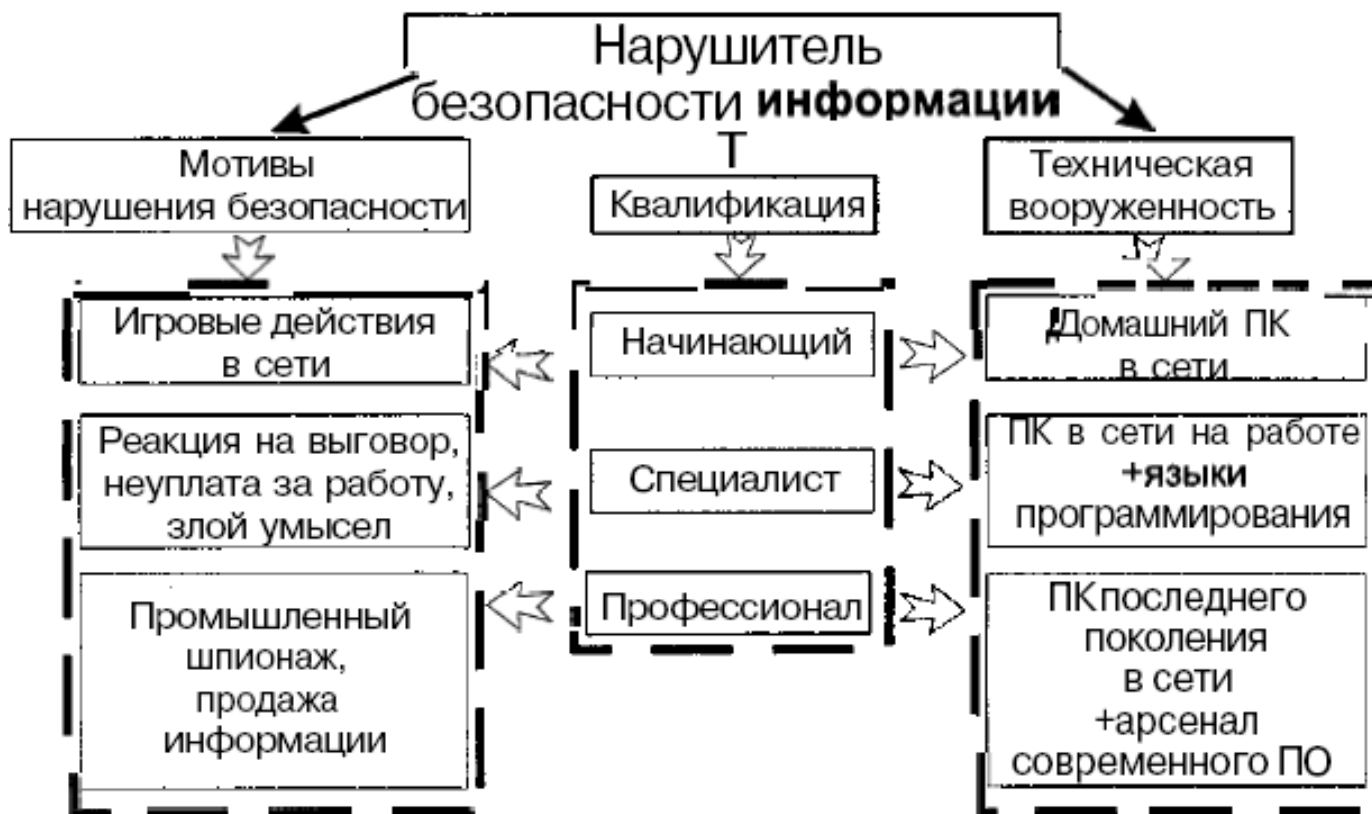 Нарушитель
безопасности информации
Мотивы
нарушения безопасности
Квалификация
Техническая
вооруженность
Игровые действия
в сети
Начинающий
Домашний ПК
в сети
Реакция на выговор,
неуплата за работу,
злой умысел
Специалист
ПК в сети на работе
+языки
программирования
Промышленный
шпионаж,
продажа
информации
Профессионал
ПКпоследнего
поколения
в сети
+арсенал
современного ПО